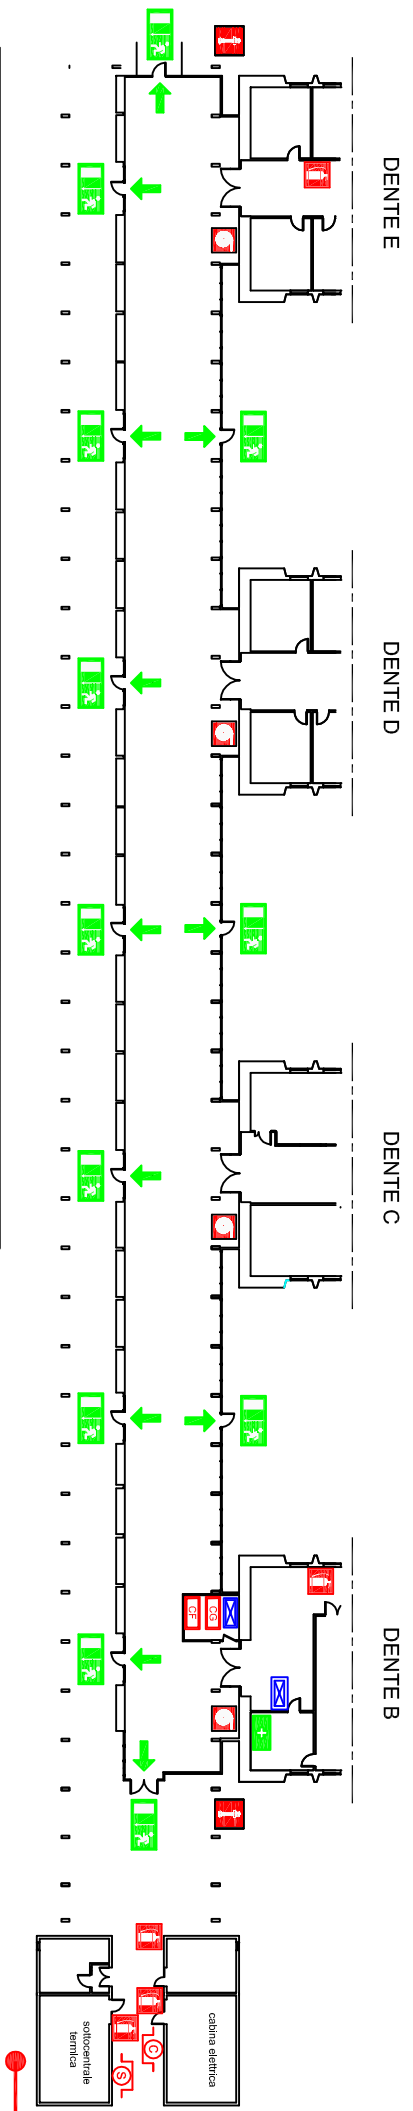 DENTE E
DENTE D
DENTE C
DENTE B
CF
CG
cabina elettrica
sottocentrale
termica
C
S